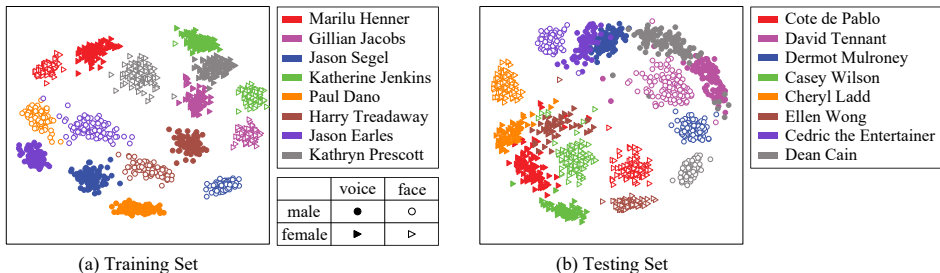 Marilu Henner
Gillian Jacobs
Jason Segel
Katherine Jenkins
Paul Dano
Harry Treadaway
Jason Earles
Kathryn Prescott
voice face
male
female
(a) Training Set
Cote de Pablo
David Tennant
Dermot Mulroney
Casey Wilson
Cheryl Ladd
Ellen Wong
Cedric the Entertainer
Dean Cain
(b) Testing Set